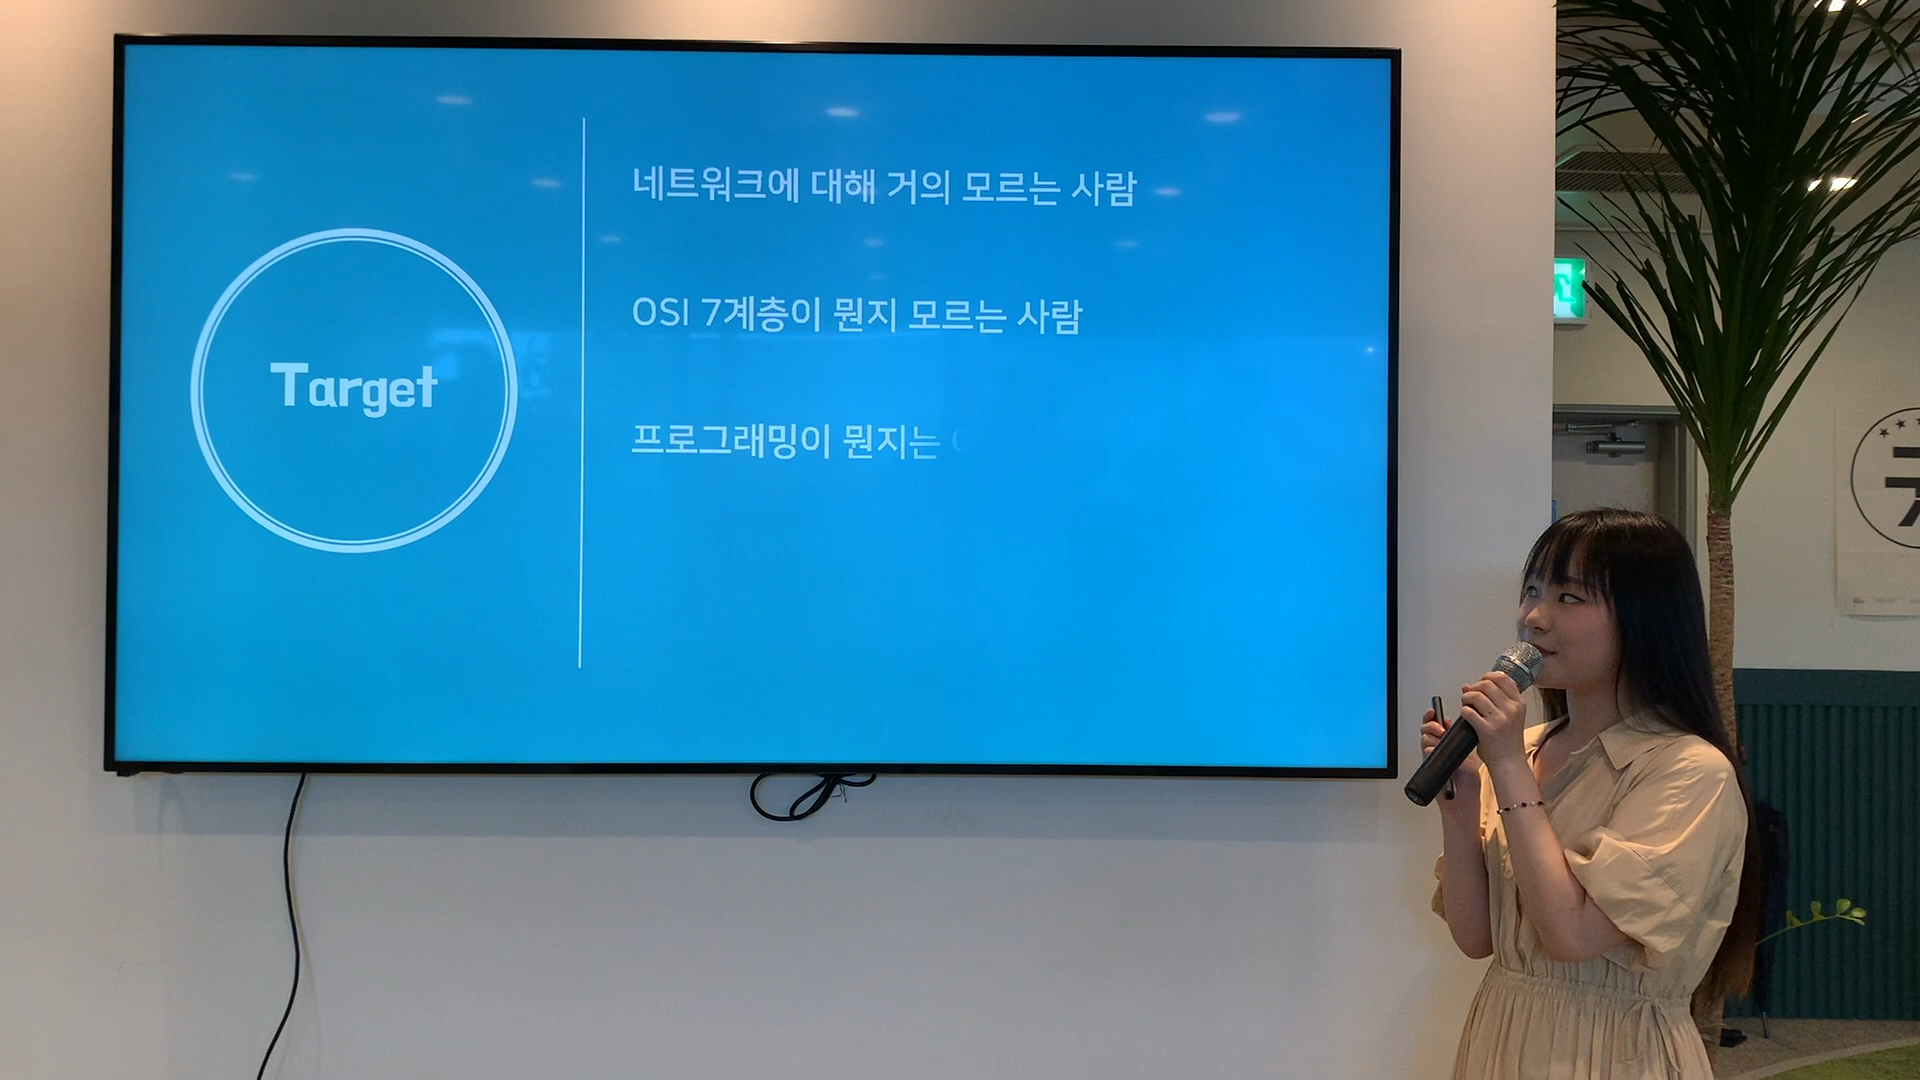 Target
네트워크에 대해 거의 모르는 사람
OSI 7계층이 뭔지 모르는 사람
프로그래밍이 뭔지는